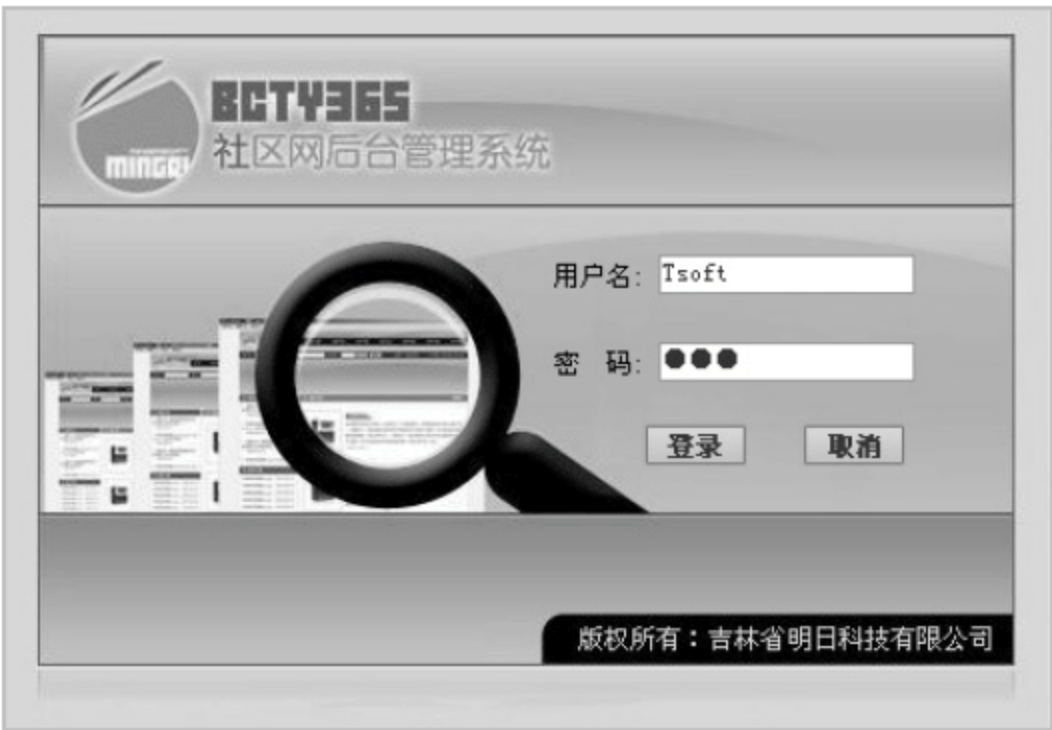 BCTY365
社区网后台管理系统
MINGRI
用户名: Tsoft
密 码: ●●●
登录 取消
版权所有：吉林省明日科技有限公司